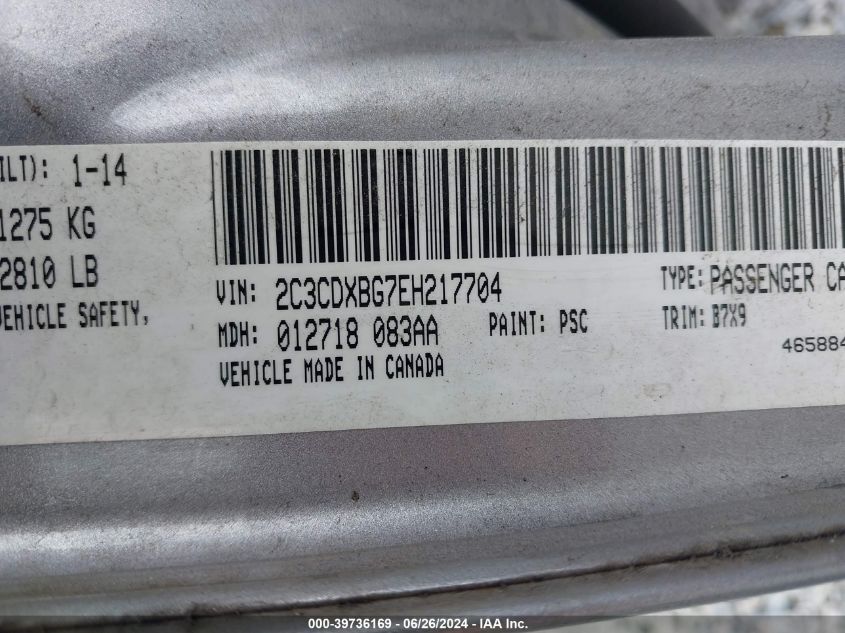 ILT): 1-14
1275 KG
2810 LB
VEHICLE SAFETY,
VIN: 2C3CDXBG7EH217704
TYPE: PASSENGER CA
MDH: 012718 083AA
PAINT: PSC
TRIM: B7X9
VEHICLE MADE IN CANADA
465884
000-39736169 - 06/26/2024 - IAA Inc.